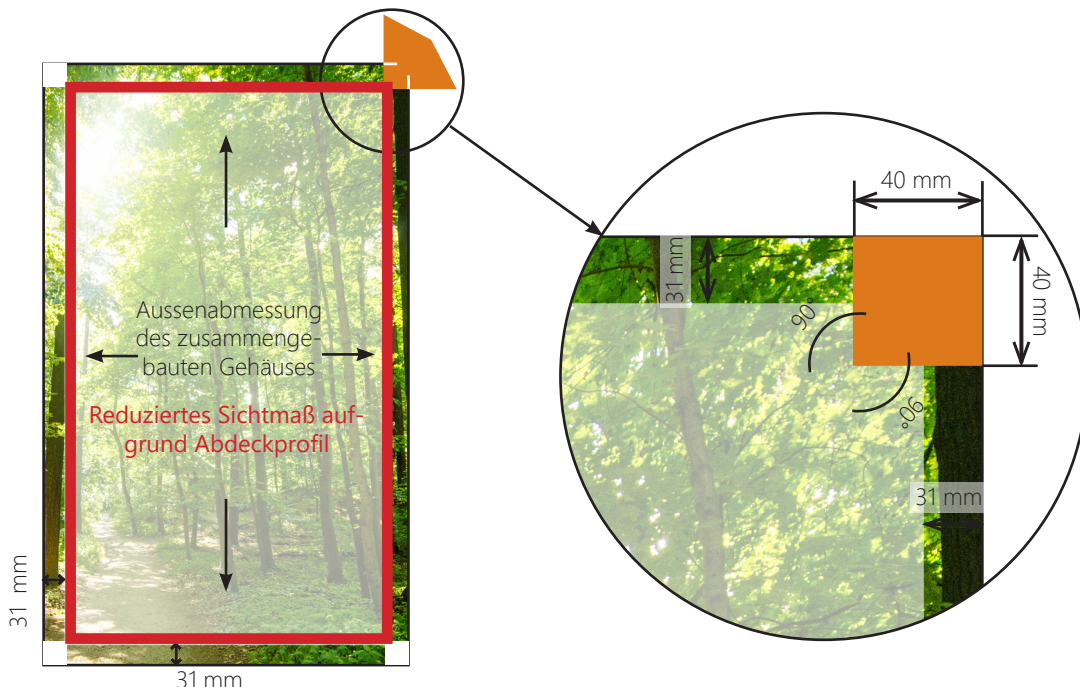 Aussenabmessung
des zusammenge-
bauten Gehäuses
Reduziertes Sichtmaß auf-
grund Abdeckprofil
31 mm
31 mm
40 mm
40 mm
31 mm
90°
90°
31 mm